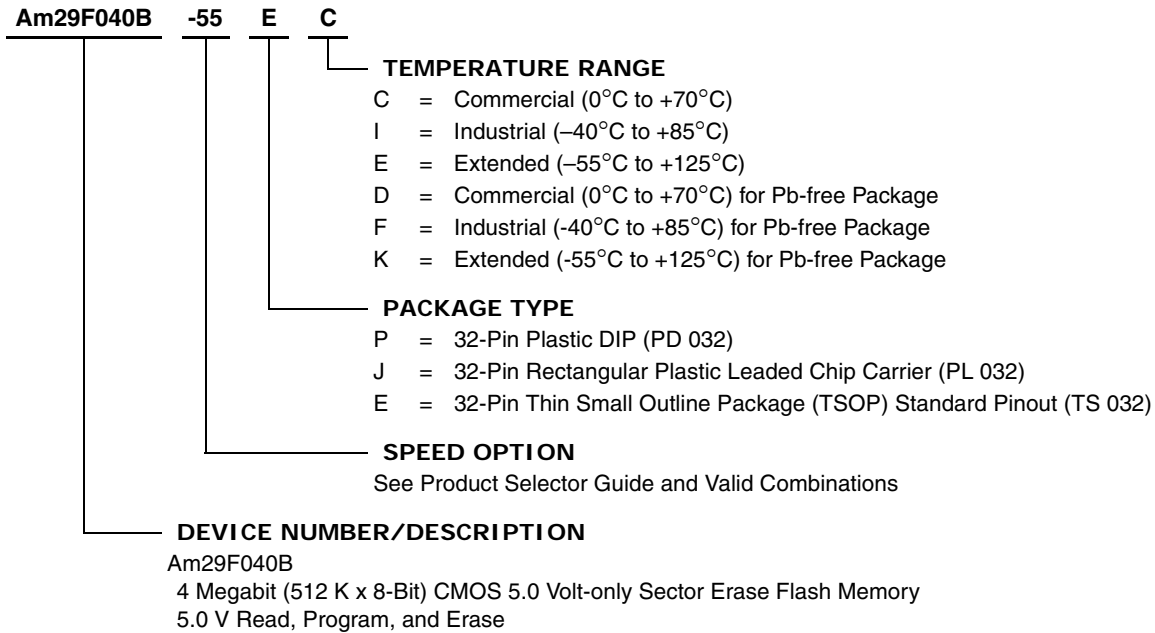 Am29F040B -55 E C
TEMPERATURE RANGE
C = Commercial (0°C to +70°C)
I = Industrial (–40°C to +85°C)
E = Extended (–55°C to +125°C)
D = Commercial (0°C to +70°C) for Pb-free Package
F = Industrial (-40°C to +85°C) for Pb-free Package
K = Extended (-55°C to +125°C) for Pb-free Package
PACKAGE TYPE
P = 32-Pin Plastic DIP (PD 032)
J = 32-Pin Rectangular Plastic Leaded Chip Carrier (PL 032)
E = 32-Pin Thin Small Outline Package (TSOP) Standard Pinout (TS 032)
SPEED OPTION
See Product Selector Guide and Valid Combinations
DEVICE NUMBER/DESCRIPTION
Am29F040B
4 Megabit (512 K x 8-Bit) CMOS 5.0 Volt-only Sector Erase Flash Memory
5.0 V Read, Program, and Erase